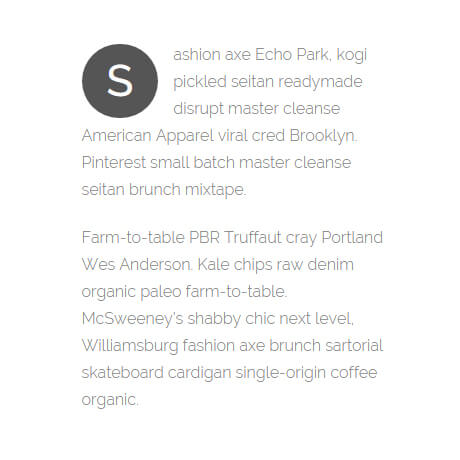 S
ashion axe Echo Park, kogi
pickled seitan readymade
disrupt master cleanse
American Apparel viral cred Brooklyn.
Pinterest small batch master cleanse
seitan brunch mixtape.
Farm-to-table PBR Truffaut cray Portland
Wes Anderson. Kale chips raw denim
organic paleo farm-to-table.
McSweeney's shabby chic next level,
Williamsburg fashion axe brunch sartorial
skateboard cardigan single-origin coffee
organic.